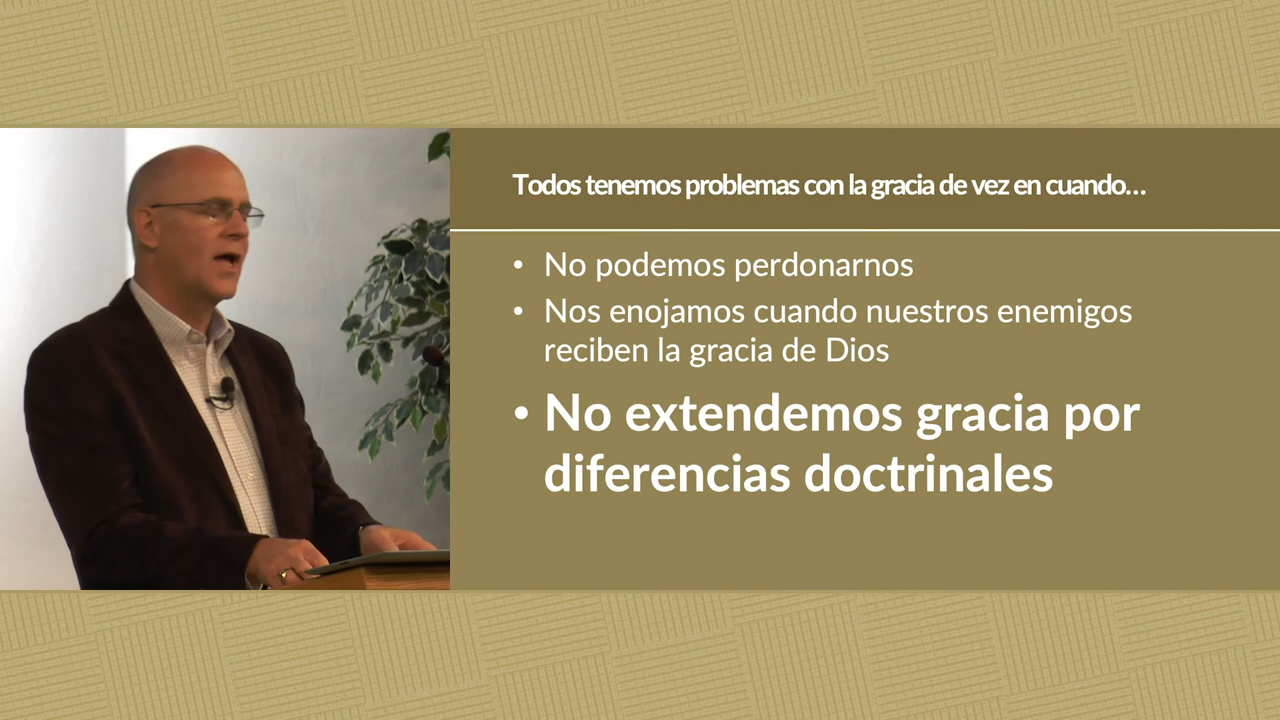 Todos tenemos problemas con la gracia de vez en cuando…
• No podemos perdonarnos
• Nos enojamos cuando nuestros enemigos
reciben la gracia de Dios
• No extendemos gracia por
diferencias doctrinales